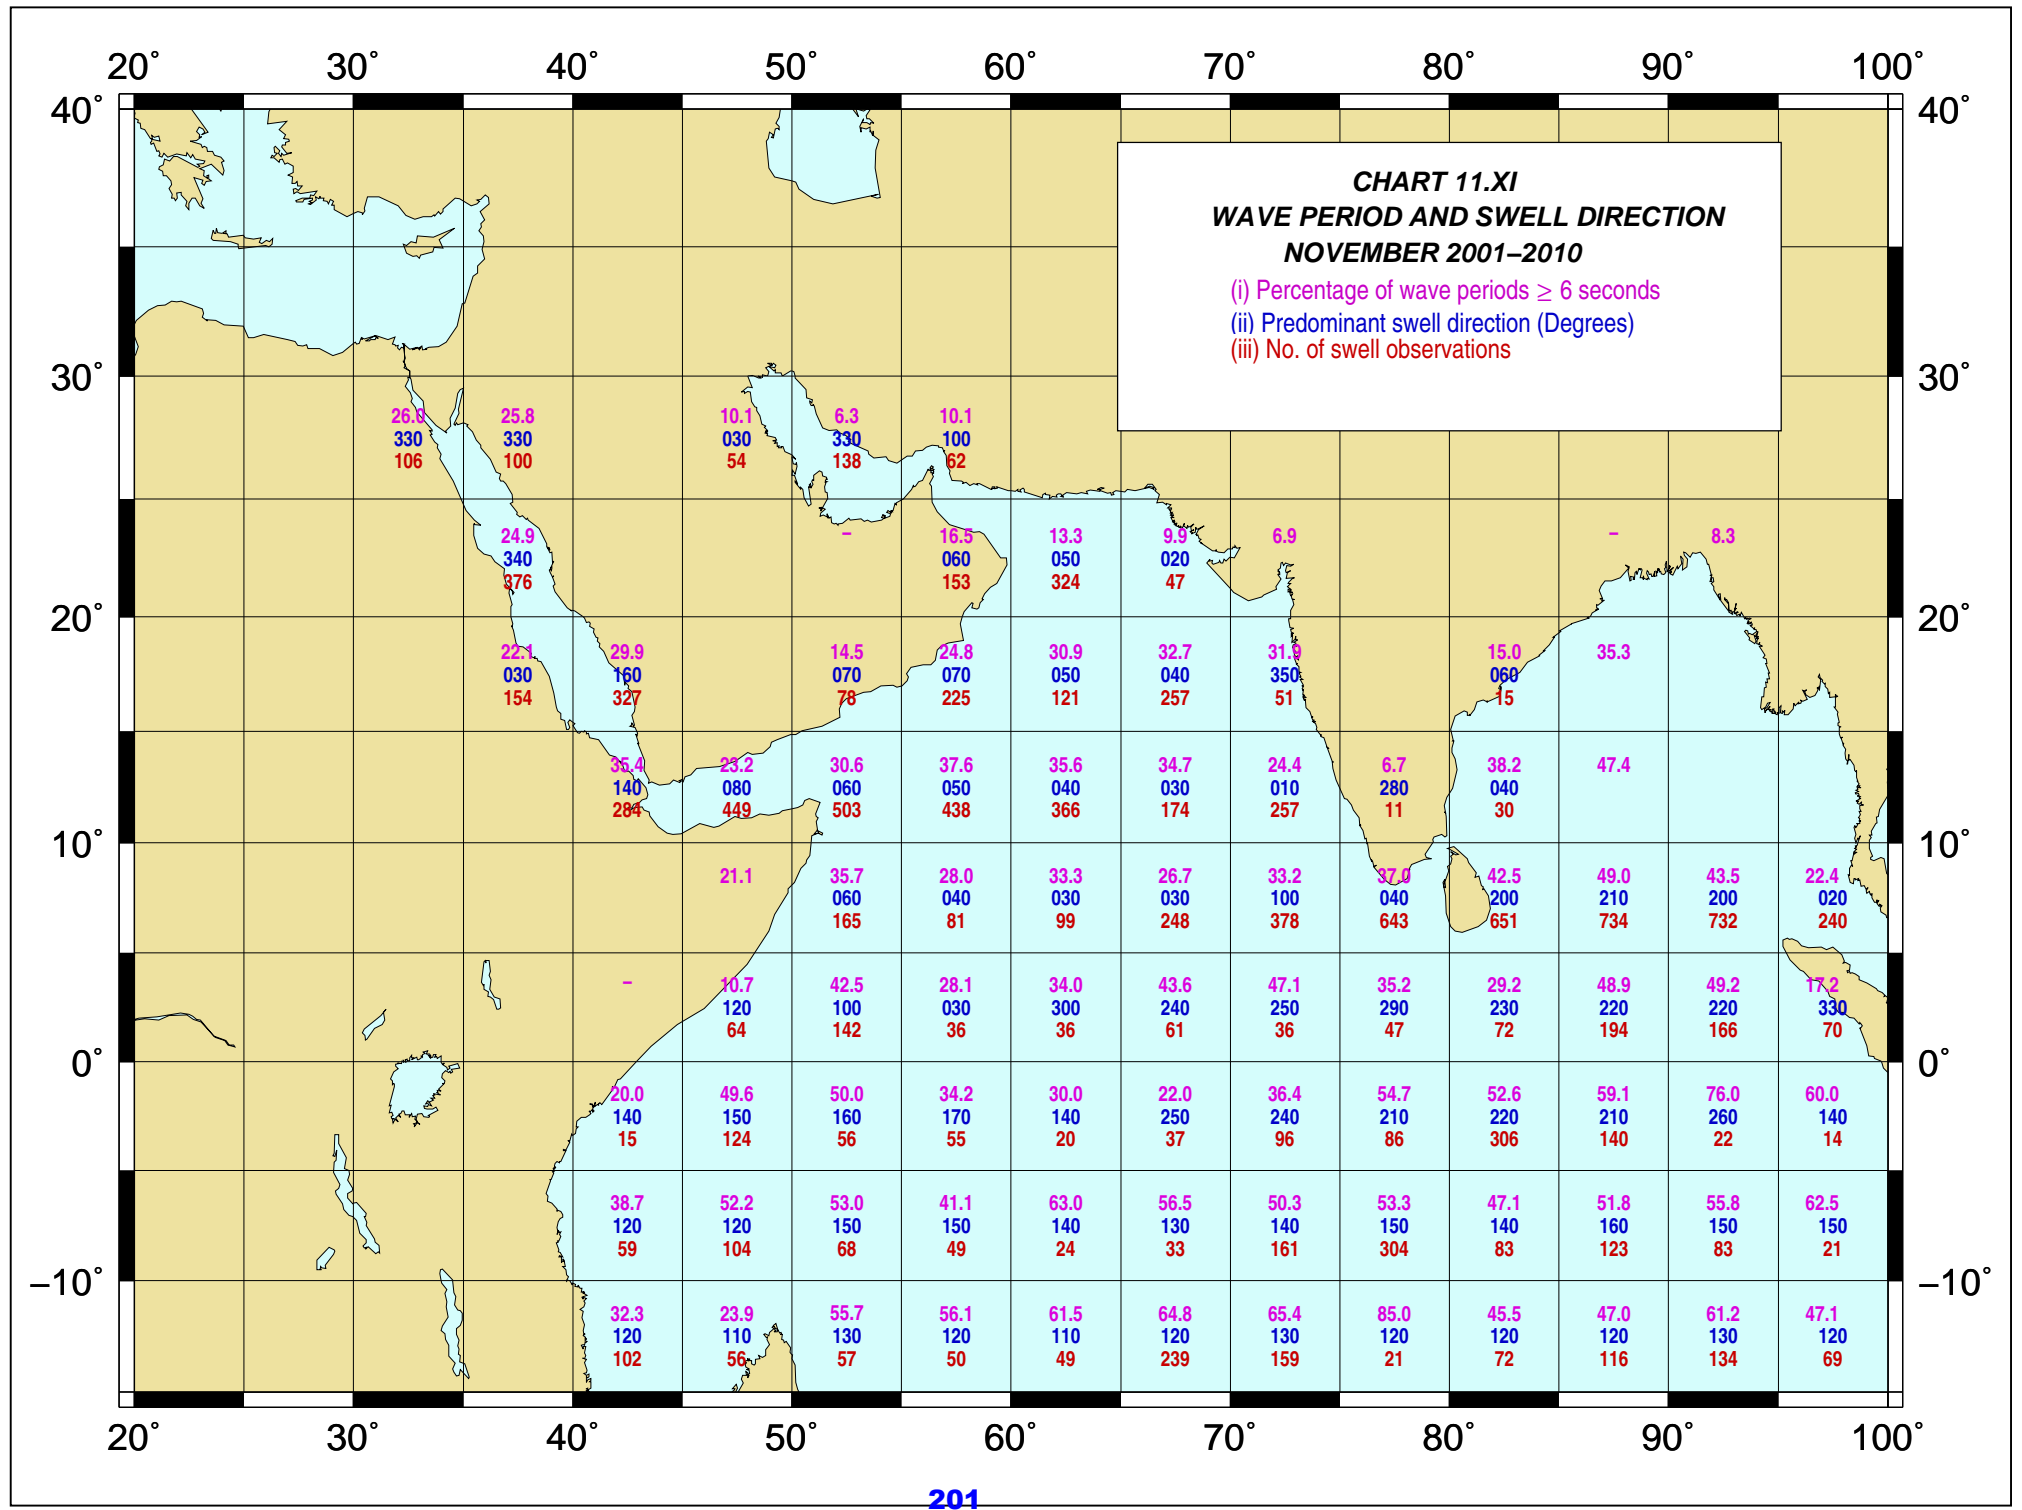 20° 30° 40° 50° 60° 70° 80° 90° 100°
40° 40°
CHART 11.XI
WAVE PERIOD AND SWELL DIRECTION
NOVEMBER 2001–2010
(i) Percentage of wave periods ≥ 6 seconds
(ii) Predominant swell direction (Degrees)
(iii) No. of swell observations
30° 30°
26.0 25.8 10.1 6.3 10.1
330 330 030 330 100
106 100 54 138 62
24.9 – 16.5 13.3 9.9 6.9 – 8.3
340 060 050 020
376 153 324 47
20° 20°
22.1 29.9 14.5 24.8 30.9 32.7 31.9 15.0 35.3
030 160 070 070 050 040 350 060
154 327 78 225 121 257 51 15
35.4 23.2 30.6 37.6 35.6 34.7 24.4 6.7 38.2 47.4
140 080 060 050 040 030 010 280 040
284 449 503 438 366 174 257 11 30
10° 10°
21.1 35.7 28.0 33.3 26.7 33.2 37.0 42.5 49.0 43.5 22.4
060 040 030 030 100 040 200 210 200 020
165 81 99 248 378 643 651 734 732 240
– 10.7 42.5 28.1 34.0 43.6 47.1 35.2 29.2 48.9 49.2 17.2
120 100 030 300 240 250 290 230 220 220 330
64 142 36 36 61 36 47 72 194 166 70
0° 0°
20.0 49.6 50.0 34.2 30.0 22.0 36.4 54.7 52.6 59.1 76.0 60.0
140 150 160 170 140 250 240 210 220 210 260 140
15 124 56 55 20 37 96 86 306 140 22 14
38.7 52.2 53.0 41.1 63.0 56.5 50.3 53.3 47.1 51.8 55.8 62.5
120 120 150 150 140 130 140 150 140 160 150 150
59 104 68 49 24 33 161 304 83 123 83 21
–10° –10°
32.3 23.9 55.7 56.1 61.5 64.8 65.4 85.0 45.5 47.0 61.2 47.1
120 110 130 120 110 120 130 120 120 120 130 120
102 56 57 50 49 239 159 21 72 116 134 69
20° 30° 40° 50° 60° 70° 80° 90° 100°
201